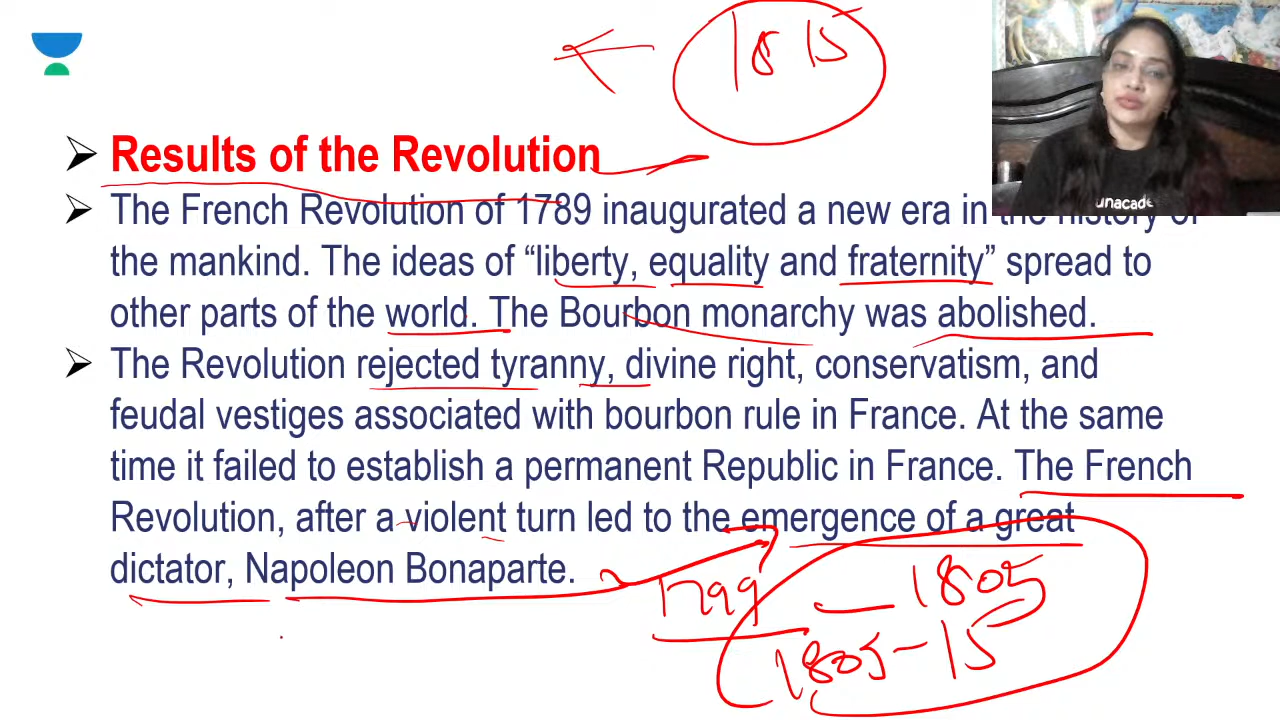 1815
Results of the Revolution
The French Revolution of 1789 inaugurated a new era in the history of
the mankind. The ideas of “liberty, equality and fraternity” spread to
other parts of the world. The Bourbon monarchy was abolished.
The Revolution rejected tyranny, divine right, conservatism, and
feudal vestiges associated with bourbon rule in France. At the same
time it failed to establish a permanent Republic in France. The French
Revolution, after a violent turn led to the emergence of a great
dictator, Napoleon Bonaparte.
1799 — 1805
1805-15
unacade